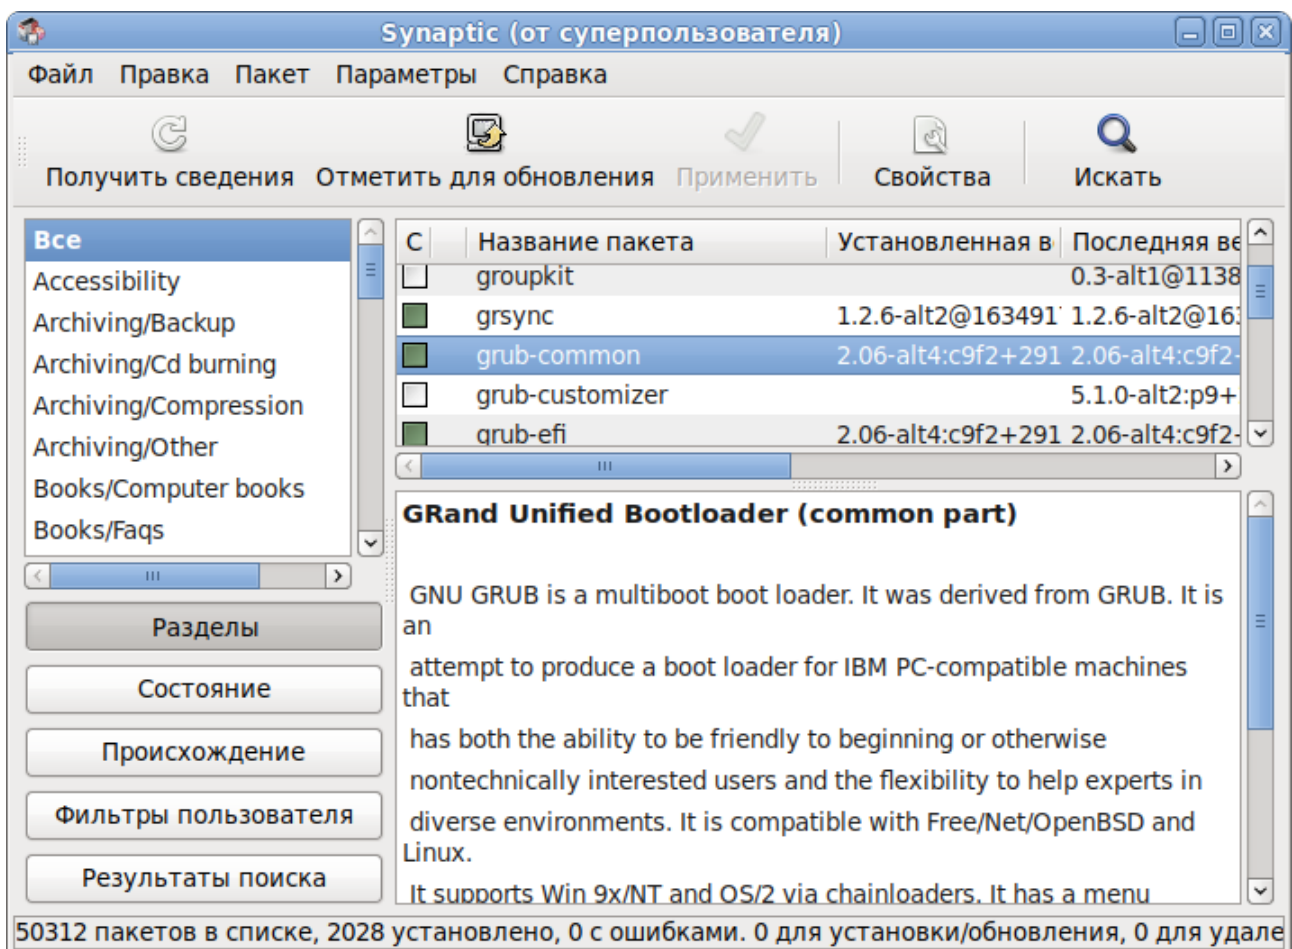 Synaptic (от суперпользователя)
Файл Правка Пакет Параметры Справка
Получить сведения Отметить для обновления Применить Свойства Искать
Все
Accessibility
Archiving/Backup
Archiving/Cd burning
Archiving/Compression
Archiving/Other
Books/Computer books
Books/Faqs
Разделы
Состояние
Происхождение
Фильтры пользователя
Результаты поиска
С Название пакета Установленная в Последняя ве
groupkit 0.3-alt1@1138
grsync 1.2.6-alt2@163491 1.2.6-alt2@163
grub-common 2.06-alt4:c9f2+291 2.06-alt4:c9f2-
grub-customizer 5.1.0-alt2:p9+
grub-efi 2.06-alt4:c9f2+291 2.06-alt4:c9f2-
GRand Unified Bootloader (common part)
GNU GRUB is a multiboot boot loader. It was derived from GRUB. It is
an
attempt to produce a boot loader for IBM PC-compatible machines
that
has both the ability to be friendly to beginning or otherwise
nontechnically interested users and the flexibility to help experts in
diverse environments. It is compatible with Free/Net/OpenBSD and
Linux.
It supports Win 9x/NT and OS/2 via chainloaders. It has a menu
50312 пакетов в списке, 2028 установлено, 0 с ошибками. 0 для установки/обновления, 0 для удале